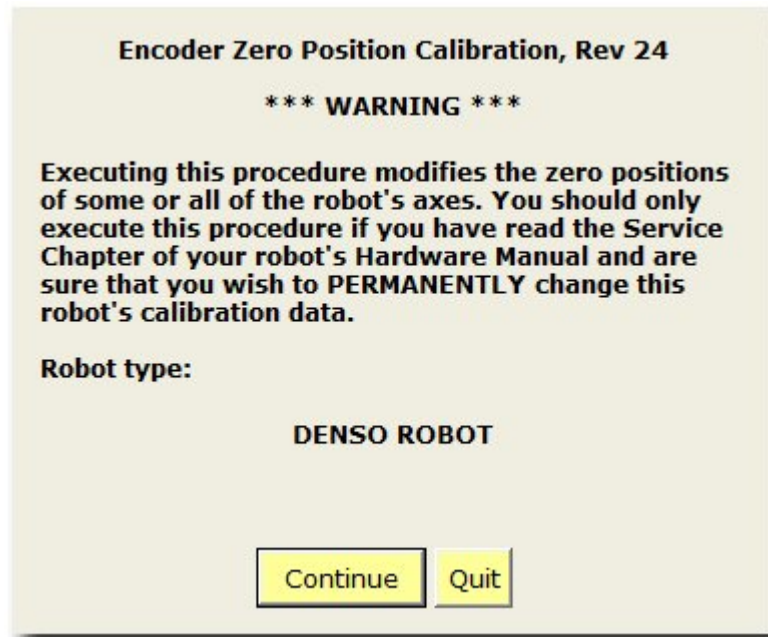 Encoder Zero Position Calibration, Rev 24
*** WARNING ***
Executing this procedure modifies the zero positions
of some or all of the robot's axes. You should only
execute this procedure if you have read the Service
Chapter of your robot's Hardware Manual and are
sure that you wish to PERMANENTLY change this
robot's calibration data.
Robot type:
DENSO ROBOT
Continue Quit